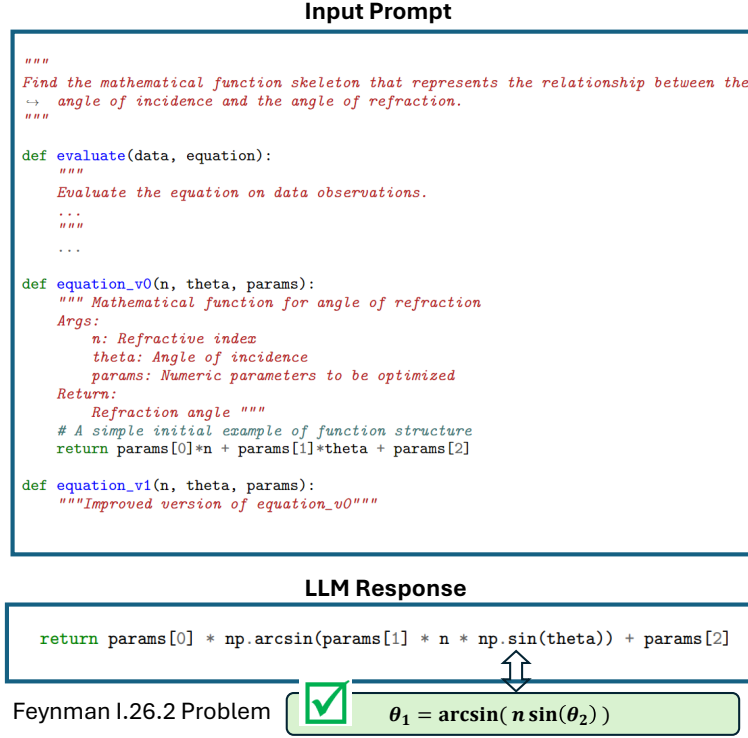 Input Prompt
"""
Find the mathematical function skeleton that represents the relationship between the
↪ angle of incidence and the angle of refraction.
"""
def evaluate(data, equation):
    """
    Evaluate the equation on data observations.
    ...
    """
    ...
def equation_v0(n, theta, params):
    """ Mathematical function for angle of refraction
    Args:
        n: Refractive index
        theta: Angle of incidence
        params: Numeric parameters to be optimized
    Return:
        Refraction angle """
    # A simple initial example of function structure
    return params[0]*n + params[1]*theta + params[2]
def equation_v1(n, theta, params):
    """Improved version of equation_v0"""
LLM Response
return params[0] * np.arcsin(params[1] * n * np.sin(theta)) + params[2]
Feynman I.26.2 Problem
θ₁ = arcsin( n sin(θ₂) )